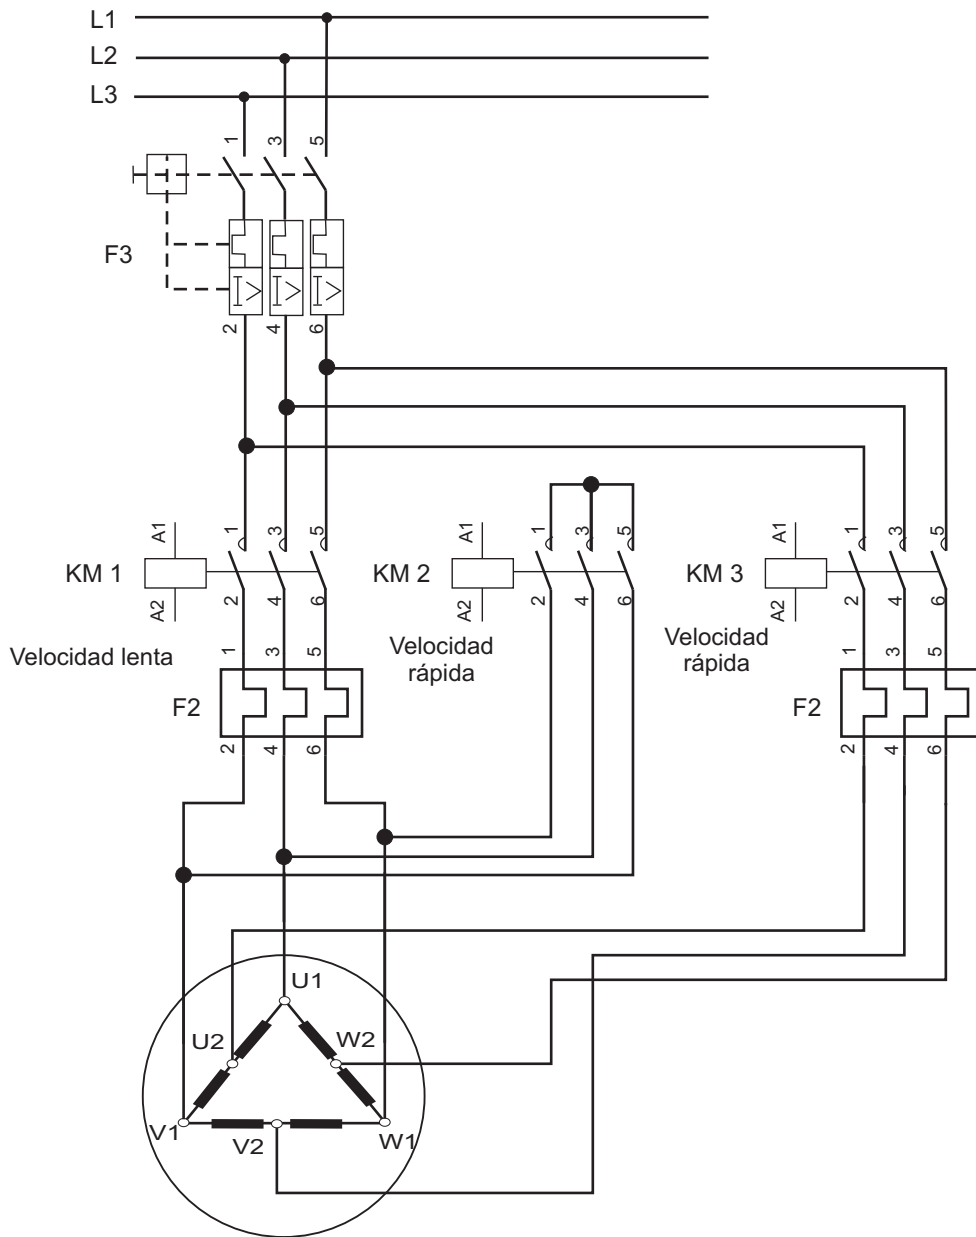 L1
L2
L3
1 3 5
F3
2 4 6
KM 1
A1
A2
1 3 5
2 4 6
Velocidad lenta
KM 2
A1
A2
1 3 5
2 4 6
Velocidad
rápida
KM 3
A1
A2
1 3 5
2 4 6
Velocidad
rápida
F2
1 3 5
2 4 6
F2
1 3 5
2 4 6
U1
U2
W2
V1
V2
W1